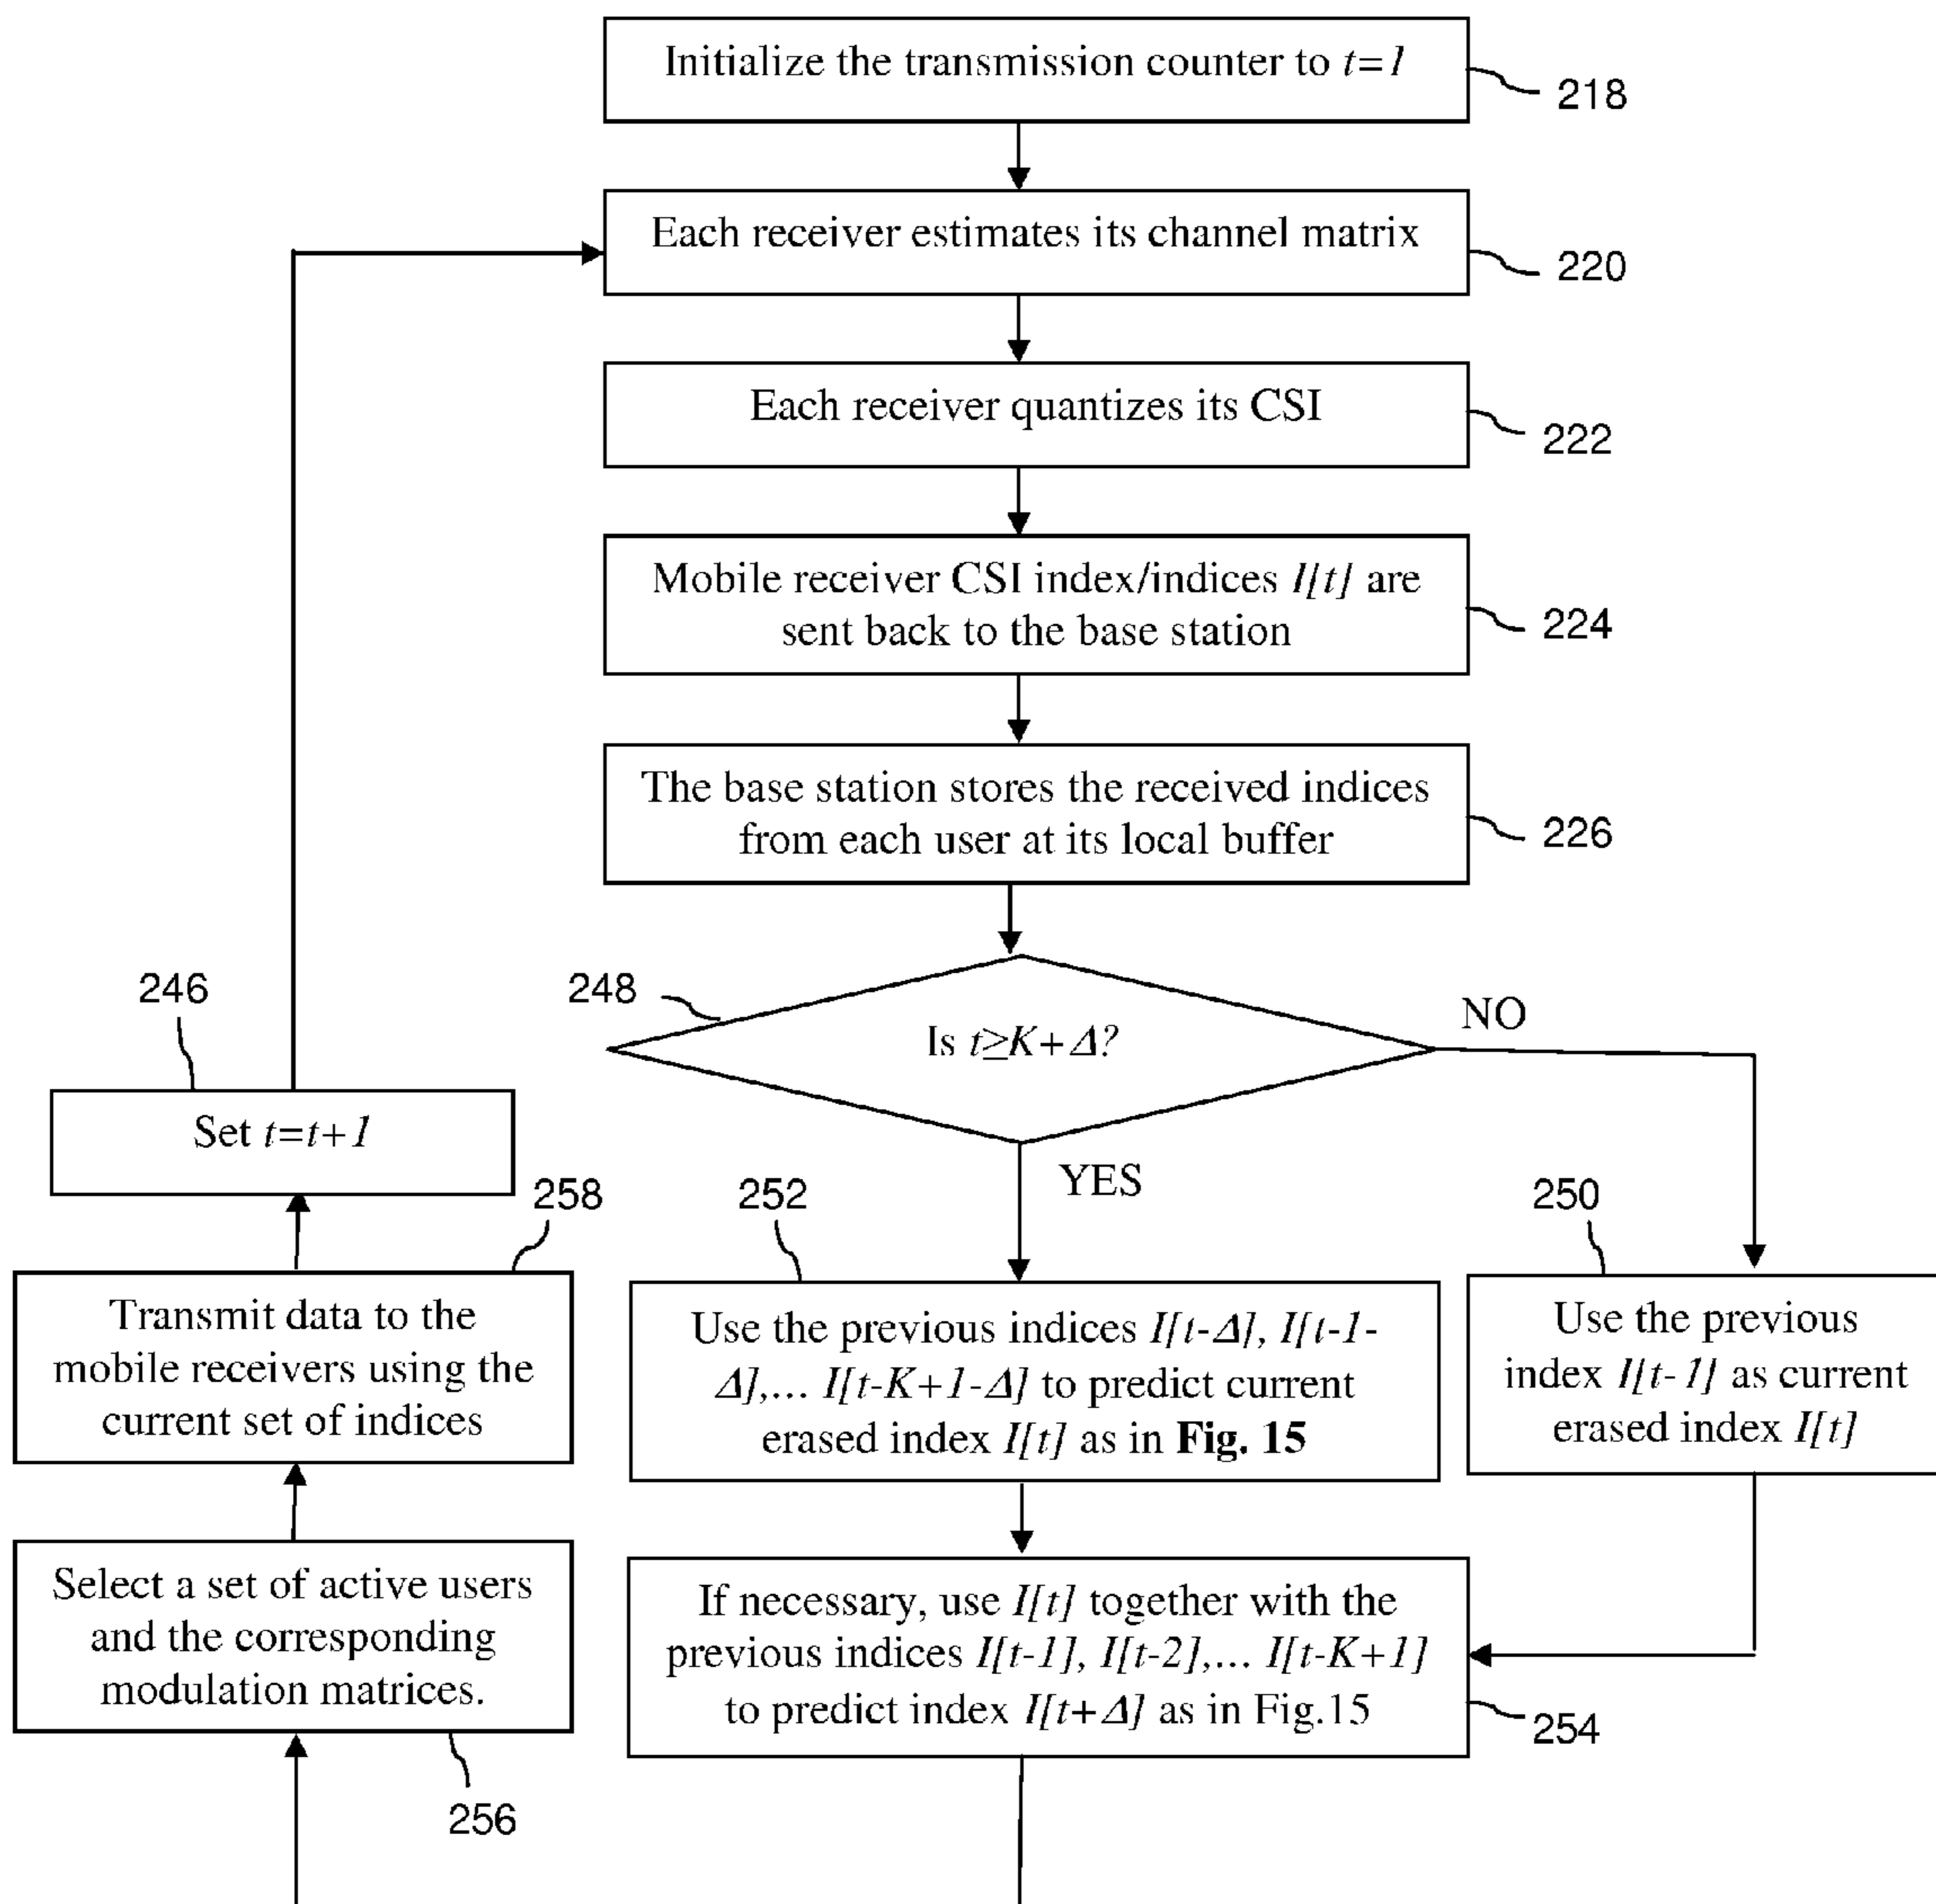 Initialize the transmission counter to t=1
218
Each receiver estimates its channel matrix
220
Each receiver quantizes its CSI
222
Mobile receiver CSI index/indices I[t] are
sent back to the base station
224
The base station stores the received indices
from each user at its local buffer
226
248
Is t≥K+Δ?
NO
YES
246
Set t=t+1
258
Transmit data to the
mobile receivers using the
current set of indices
252
Use the previous indices I[t-Δ], I[t-1-
Δ],... I[t-K+1-Δ] to predict current
erased index I[t] as in Fig. 15
250
Use the previous
index I[t-1] as current
erased index I[t]
Select a set of active users
and the corresponding
modulation matrices.
256
If necessary, use I[t] together with the
previous indices I[t-1], I[t-2],... I[t-K+1]
to predict index I[t+Δ] as in Fig.15
254